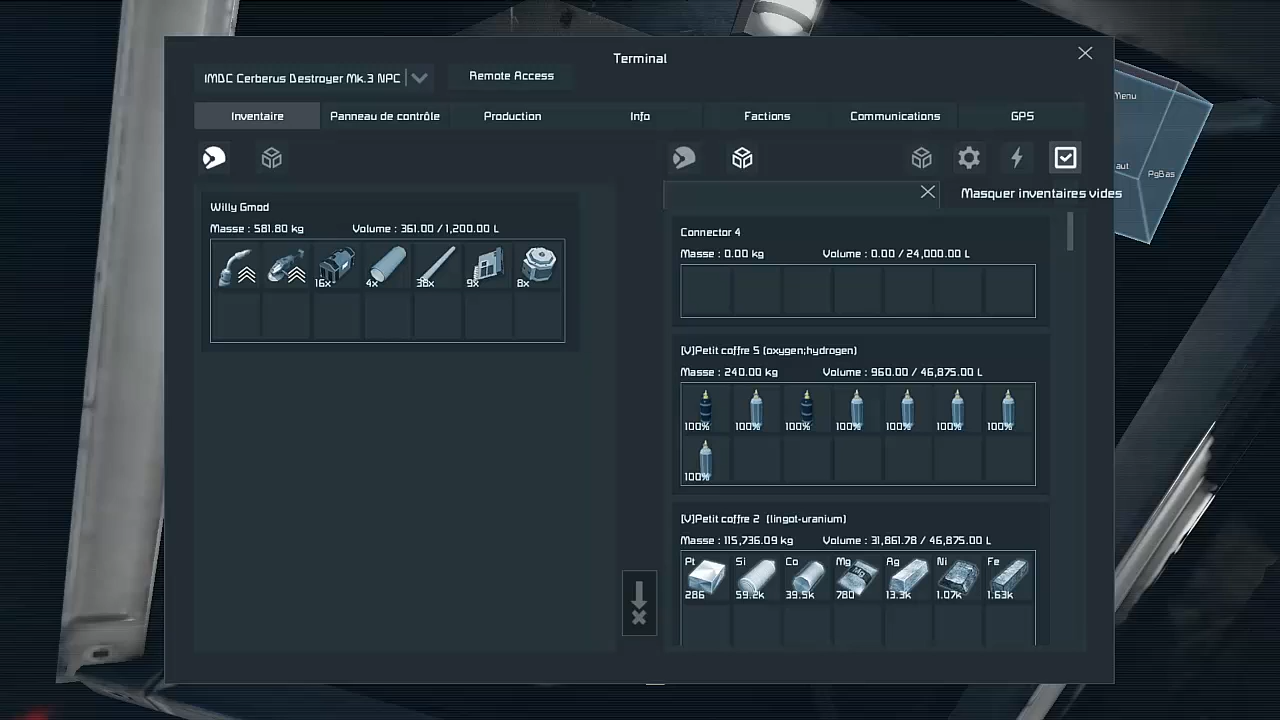 Terminal
IMDC Cerberus Destroyer Mk.3 NPC
Remote Access
Inventaire
Panneau de contrôle
Production
Info
Factions
Communications
GPS
Masquer inventaires vides
Willy Gmod
Masse : 581.80 kg
Volume : 361.00 / 1,200.00 L
16x
4x
38x
9x
8x
Connector 4
Masse : 0.00 kg
Volume : 0.00 / 24,000.00 L
[V]Petit coffre 5 (oxygen;hydrogen)
Masse : 240.00 kg
Volume : 960.00 / 46,875.00 L
100%
100%
100%
100%
100%
100%
100%
100%
[V]Petit coffre 2 (lingot-uranium)
Masse : 115,736.09 kg
Volume : 31,861.78 / 46,875.00 L
Pt
Si
Co
Mg
Ag
Ni
Fe
286
59.2k
39.5k
780
13.3k
1.07k
1.63k
Menu
aut
PgBas